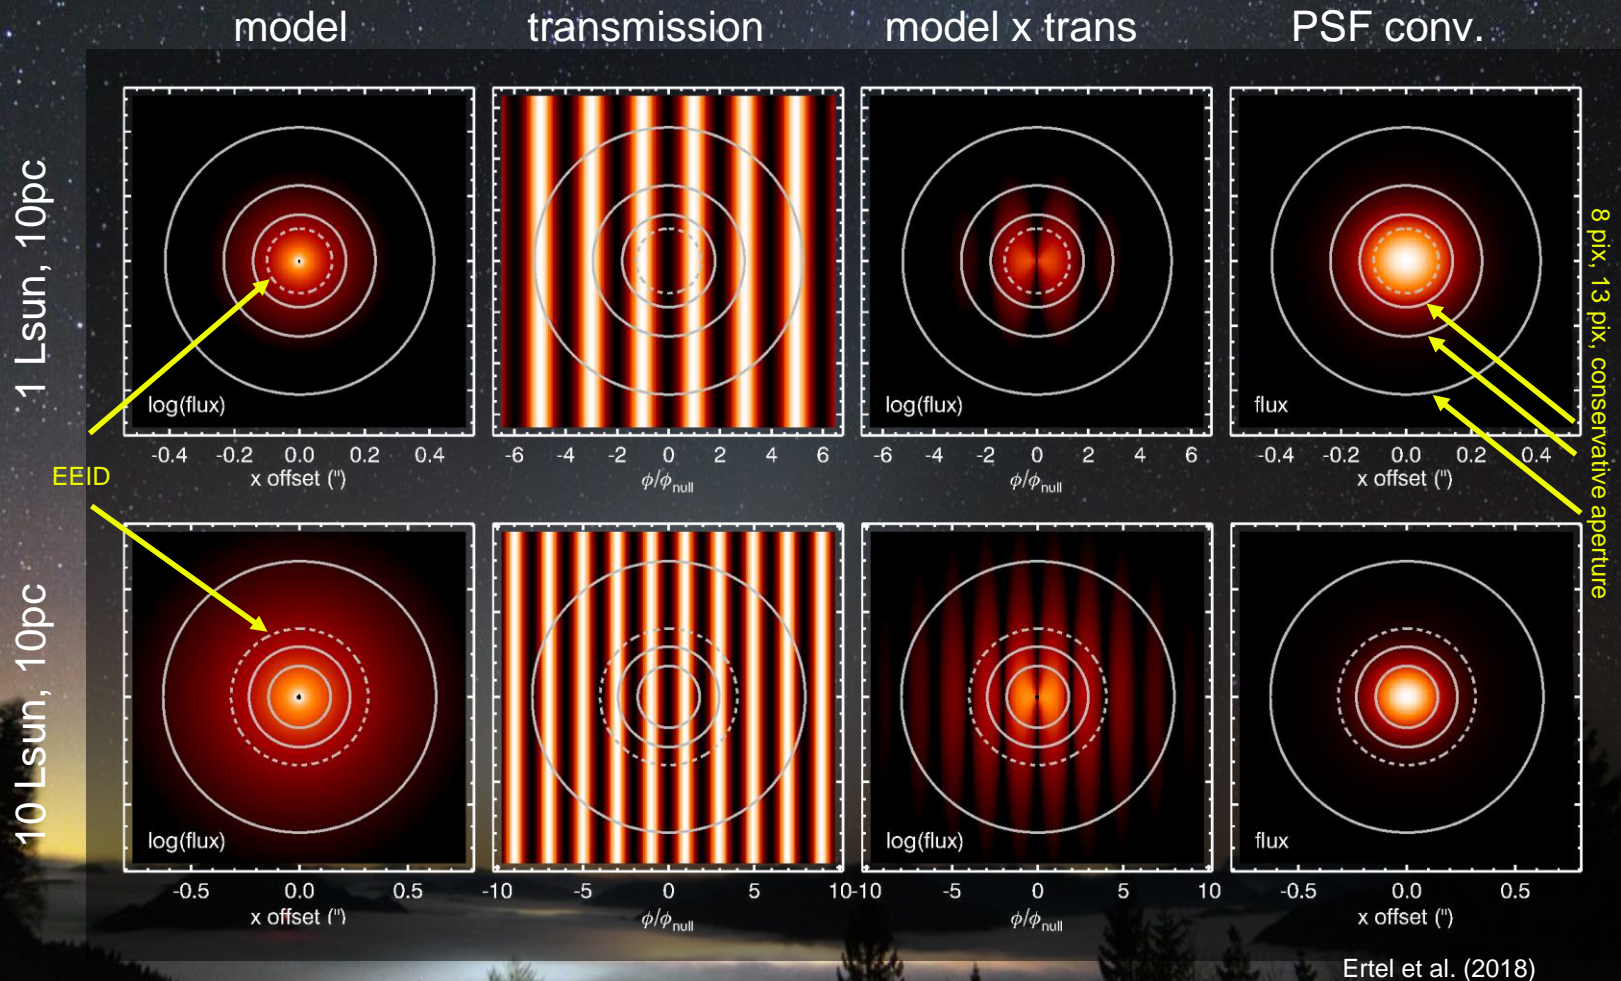 model transmission model x trans PSF conv.
1 Lsun, 10pc
log(flux)
log(flux)
flux
-0.4 -0.2 0.0 0.2 0.4
x offset (")
-6 -4 -2 0 2 4 6
ϕ/ϕnull
-6 -4 -2 0 2 4 6
ϕ/ϕnull
-0.4 -0.2 0.0 0.2 0.4
x offset (")
EEID
8 pix, 13 pix, conservative aperture
10 Lsun, 10pc
log(flux)
log(flux)
flux
-0.5 0.0 0.5
x offset (")
-10 -5 0 5 10
ϕ/ϕnull
-10 -5 0 5 10
ϕ/ϕnull
-0.5 0.0 0.5
x offset (")
Ertel et al. (2018)